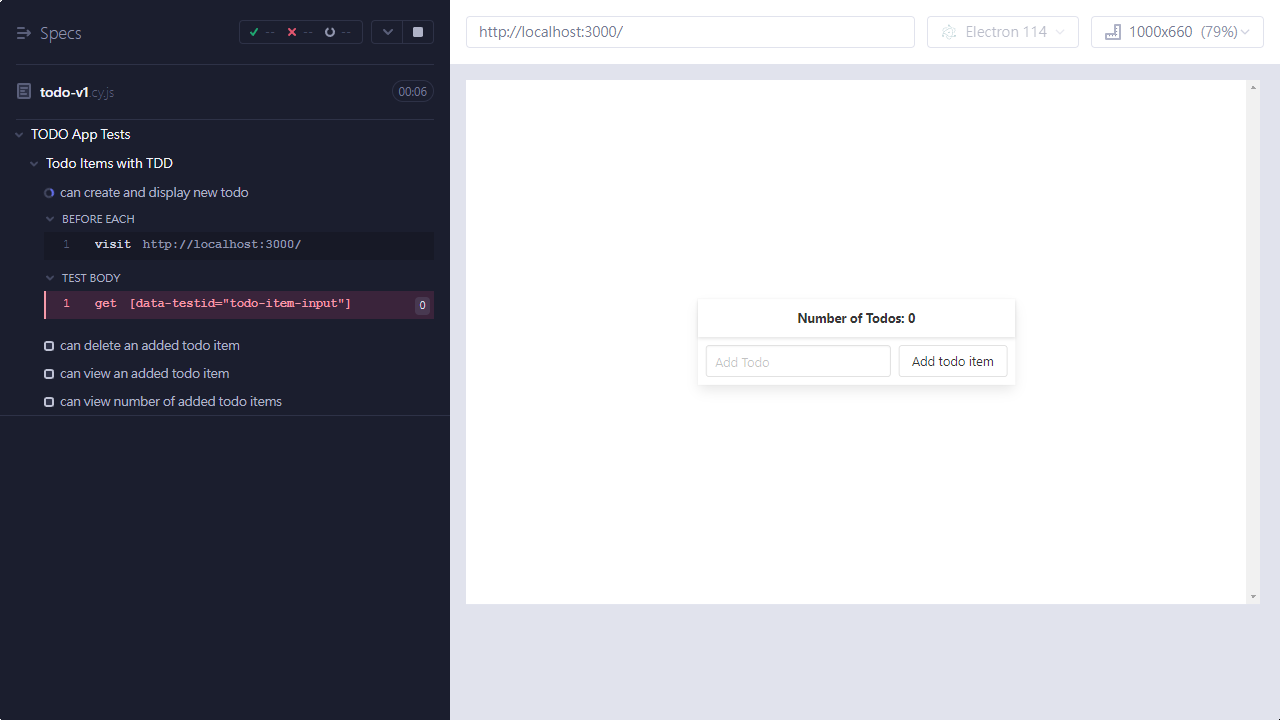 Specs
-- -- --
todo-v1.cy.js
00:06
TODO App Tests
Todo Items with TDD
can create and display new todo
BEFORE EACH
1 visit http://localhost:3000/
TEST BODY
1 get [data-testid="todo-item-input"] 0
can delete an added todo item
can view an added todo item
can view number of added todo items
http://localhost:3000/
Electron 114
1000x660 (79%)
Number of Todos: 0
Add Todo
Add todo item